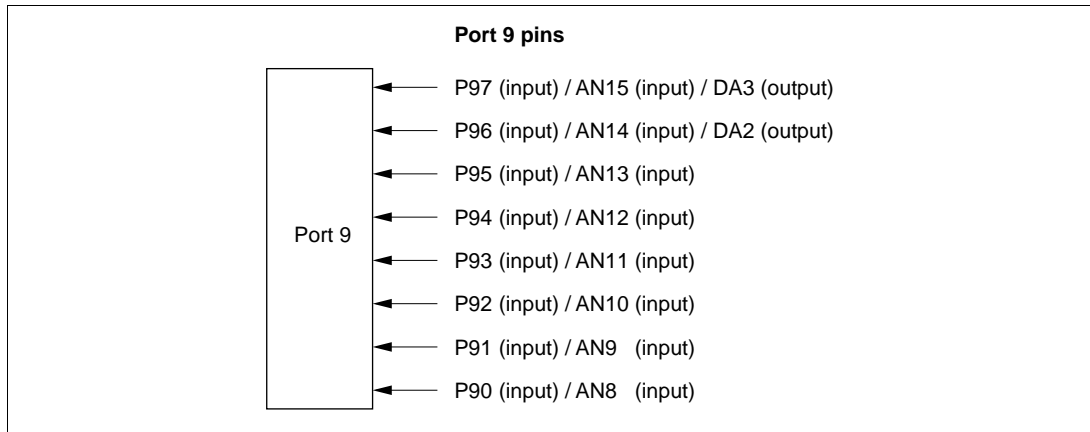 Port 9 pins
P97 (input) / AN15 (input) / DA3 (output)
P96 (input) / AN14 (input) / DA2 (output)
P95 (input) / AN13 (input)
P94 (input) / AN12 (input)
Port 9
P93 (input) / AN11 (input)
P92 (input) / AN10 (input)
P91 (input) / AN9 (input)
P90 (input) / AN8 (input)